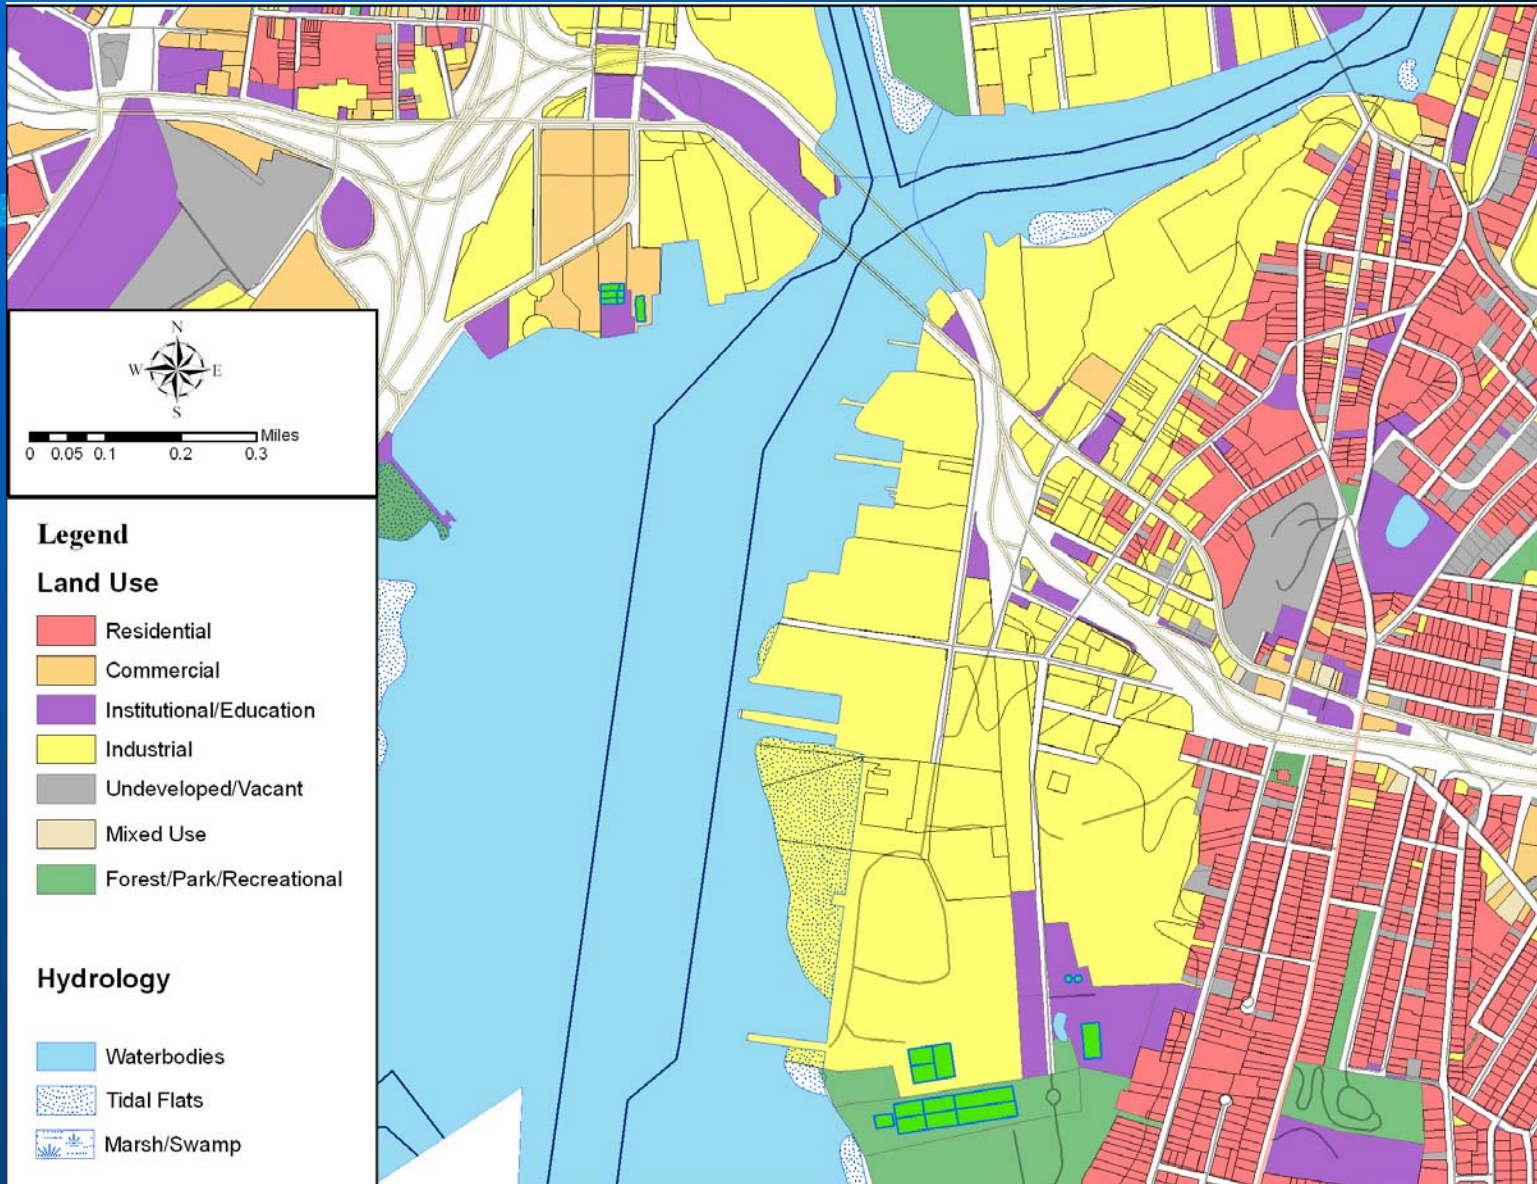 N
W E
S
Miles
0 0.05 0.1 0.2 0.3
Legend
Land Use
Residential
Commercial
Institutional/Education
Industrial
Undeveloped/Vacant
Mixed Use
Forest/Park/Recreational
Hydrology
Waterbodies
Tidal Flats
Marsh/Swamp